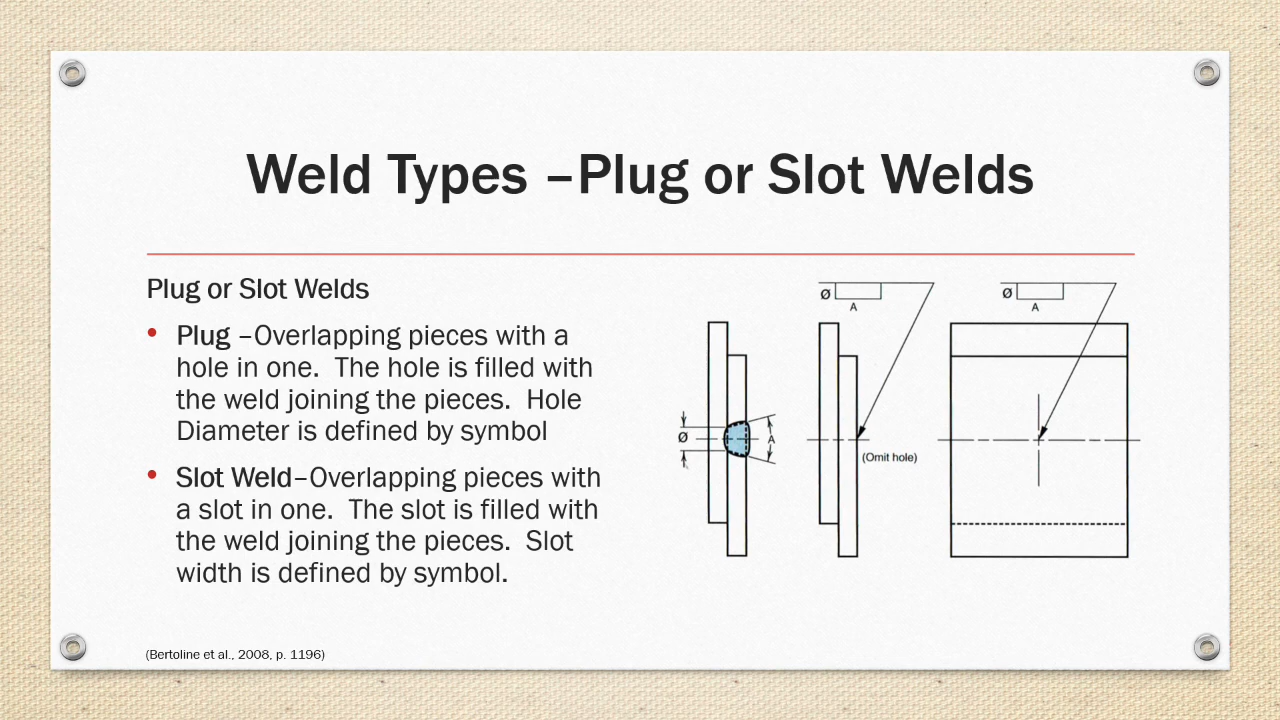 Weld Types –Plug or Slot Welds
Plug or Slot Welds
• Plug –Overlapping pieces with a
hole in one.  The hole is filled with
the weld joining the pieces.  Hole
Diameter is defined by symbol
• Slot Weld–Overlapping pieces with
a slot in one.  The slot is filled with
the weld joining the pieces.  Slot
width is defined by symbol.
Ø
A
Ø
A
Ø
A
(Omit hole)
(Bertoline et al., 2008, p. 1196)